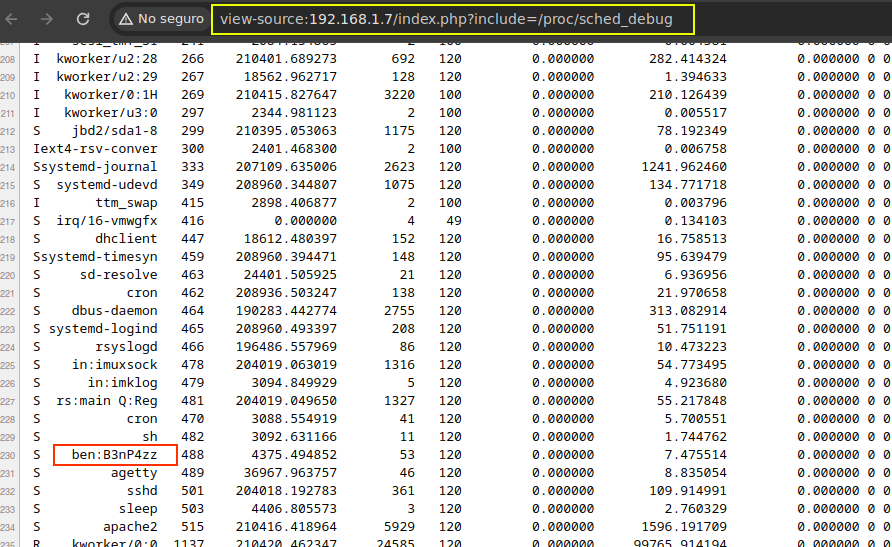 No seguro view-source:192.168.1.7/index.php?include=/proc/sched_debug
208 I kworker/u2:28 266 210401.689273 692 120 0.000000 282.414324 0.000000 0 0
209 I kworker/u2:29 267 18562.962717 128 120 0.000000 1.394633 0.000000 0 0
210 I kworker/0:1H 269 210415.827647 3220 100 0.000000 210.126439 0.000000 0 0
211 I kworker/u3:0 297 2344.981123 2 100 0.000000 0.005517 0.000000 0 0
212 S jbd2/sda1-8 299 210395.053063 1175 120 0.000000 78.192349 0.000000 0 0
213 Iext4-rsv-conver 300 2401.468300 2 100 0.000000 0.006758 0.000000 0 0
214 Ssystemd-journal 333 207109.635006 2623 120 0.000000 1241.962460 0.000000 0 0
215 S systemd-udevd 349 208960.344807 1075 120 0.000000 134.771718 0.000000 0 0
216 I ttm_swap 415 2898.406877 2 100 0.000000 0.003796 0.000000 0 0
217 S irq/16-vmwgfx 416 0.000000 4 49 0.000000 0.134103 0.000000 0 0
218 S dhclient 447 18612.480397 152 120 0.000000 16.758513 0.000000 0 0
219 Ssystemd-timesyn 459 208960.394471 148 120 0.000000 95.639479 0.000000 0 0
220 S sd-resolve 463 24401.505925 21 120 0.000000 6.936956 0.000000 0 0
221 S cron 462 208936.503247 138 120 0.000000 21.970658 0.000000 0 0
222 S dbus-daemon 464 190283.442774 2755 120 0.000000 313.082914 0.000000 0 0
223 S systemd-logind 465 208960.493397 208 120 0.000000 51.751191 0.000000 0 0
224 S rsyslogd 466 196486.557969 86 120 0.000000 10.473223 0.000000 0 0
225 S in:imuxsock 478 204019.063019 1316 120 0.000000 54.773495 0.000000 0 0
226 S in:imklog 479 3094.849929 5 120 0.000000 4.923680 0.000000 0 0
227 S rs:main Q:Reg 481 204019.049650 1327 120 0.000000 55.217848 0.000000 0 0
228 S cron 470 3088.554919 41 120 0.000000 5.700551 0.000000 0 0
229 S sh 482 3092.631166 11 120 0.000000 1.744762 0.000000 0 0
230 S ben:B3nP4zz 488 4375.494852 53 120 0.000000 7.475514 0.000000 0 0
231 S agetty 489 36967.963757 46 120 0.000000 8.835054 0.000000 0 0
232 S sshd 501 204018.192783 361 120 0.000000 109.914991 0.000000 0 0
233 S sleep 503 4406.805573 3 120 0.000000 2.760329 0.000000 0 0
234 S apache2 515 210416.418964 5929 120 0.000000 1596.191709 0.000000 0 0
235 R kworker/0:0 1137 210420.462347 24585 120 0.000000 99765.914194 0.000000 0 0